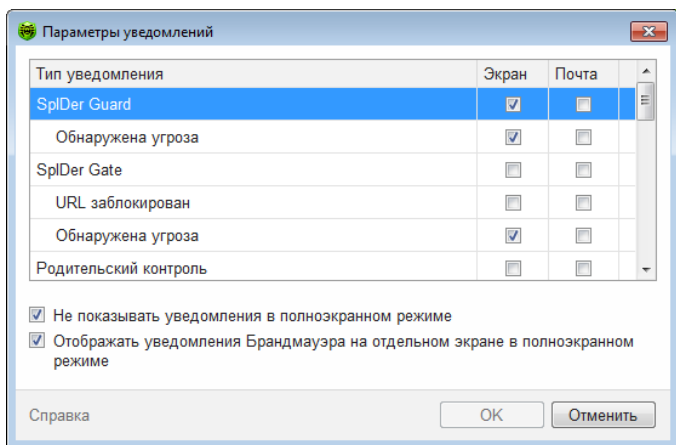 Параметры уведомлений
Тип уведомления Экран Почта
SpIDer Guard
Обнаружена угроза
SpIDer Gate
URL заблокирован
Обнаружена угроза
Родительский контроль
Не показывать уведомления в полноэкранном режиме
Отображать уведомления Брандмауэра на отдельном экране в полноэкранном
режиме
Справка OK Отменить